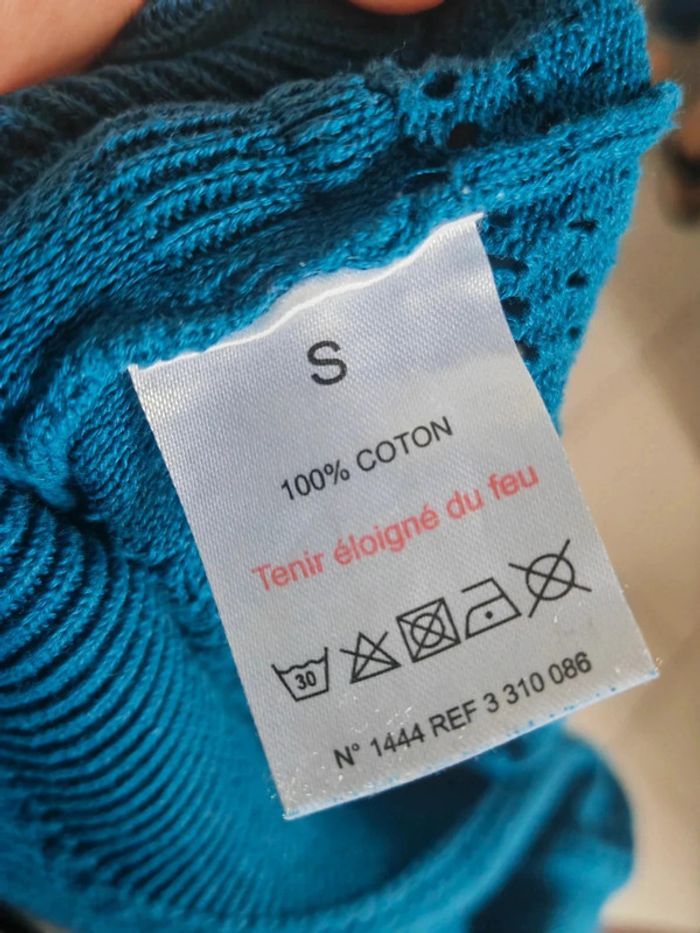 S
100% COTON
Tenir éloigné du feu
30
N° 1444 REF 3 310 086